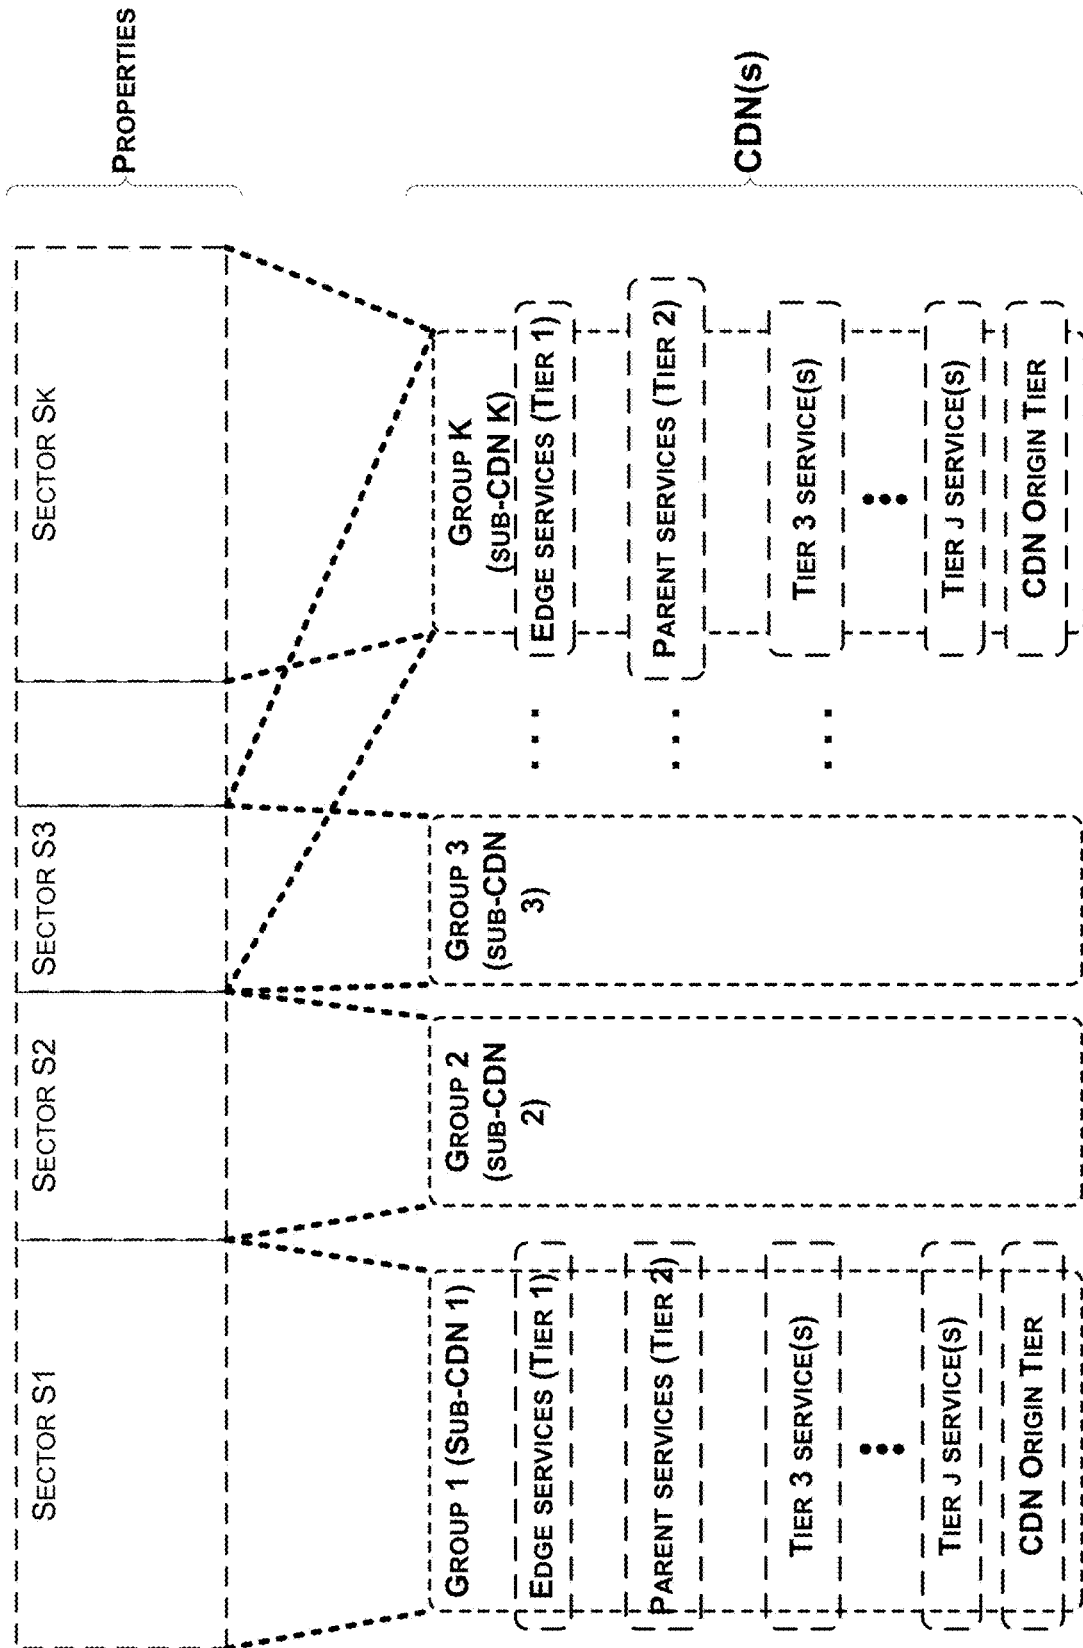 PROPERTIES
SECTOR S1
SECTOR S2
SECTOR S3
SECTOR SK
CDN(S)
GROUP 1 (SUB-CDN 1)
EDGE SERVICES (TIER 1)
PARENT SERVICES (TIER 2)
TIER 3 SERVICE(S)
TIER J SERVICE(S)
CDN ORIGIN TIER
GROUP 2
(SUB-CDN
2)
GROUP 3
(SUB-CDN
3)
GROUP K
(SUB-CDN K)
EDGE SERVICES (TIER 1)
PARENT SERVICES (TIER 2)
TIER 3 SERVICE(S)
TIER J SERVICE(S)
CDN ORIGIN TIER